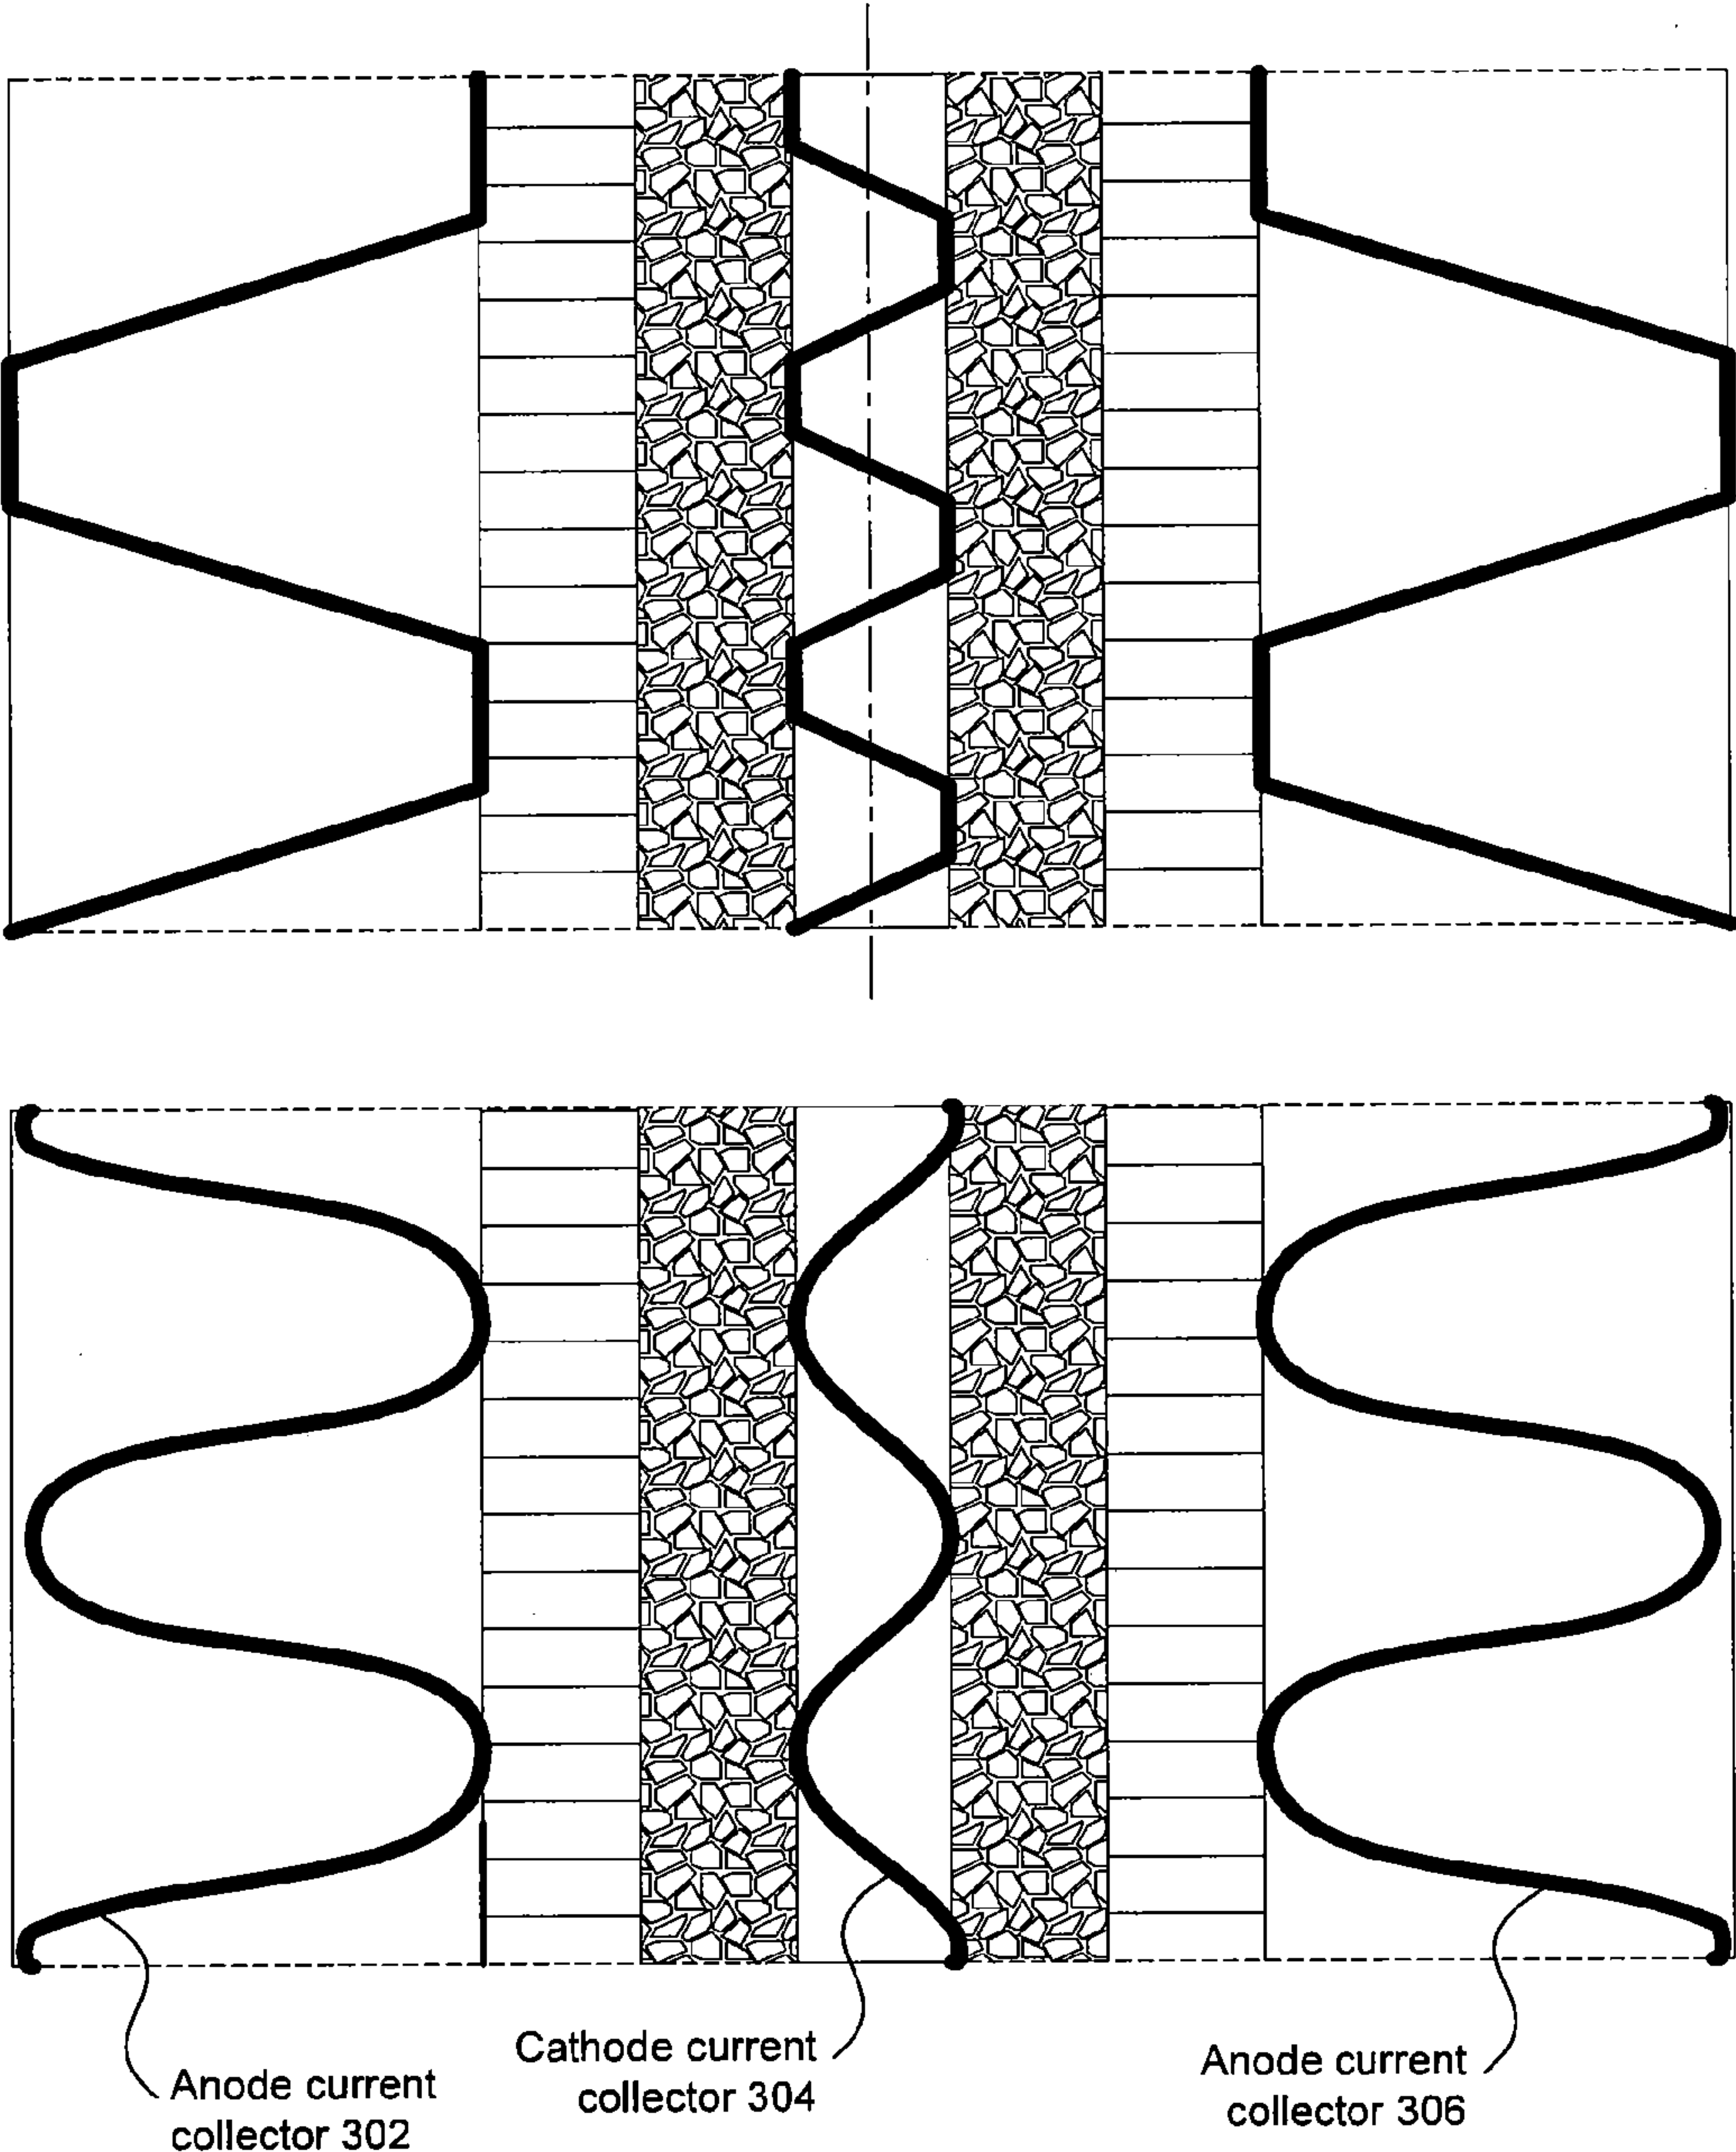 Cathode current
collector 304
Anode current
collector 306
Anode current
collector 302